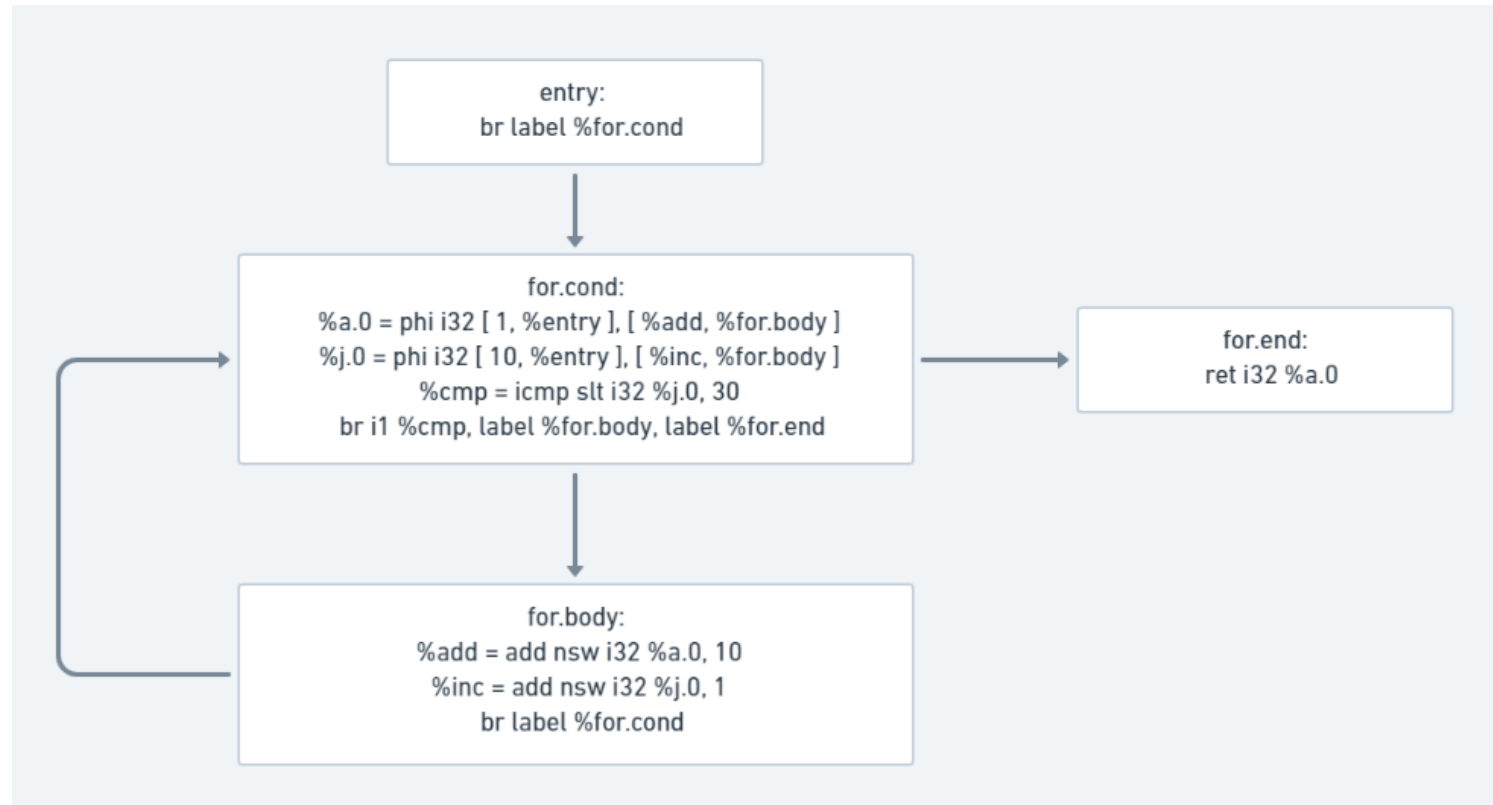 entry:
br label %for.cond
for.cond:
%a.0 = phi i32 [ 1, %entry ], [ %add, %for.body ]
%j.0 = phi i32 [ 10, %entry ], [ %inc, %for.body ]
%cmp = icmp slt i32 %j.0, 30
br i1 %cmp, label %for.body, label %for.end
for.end:
ret i32 %a.0
for.body:
%add = add nsw i32 %a.0, 10
%inc = add nsw i32 %j.0, 1
br label %for.cond